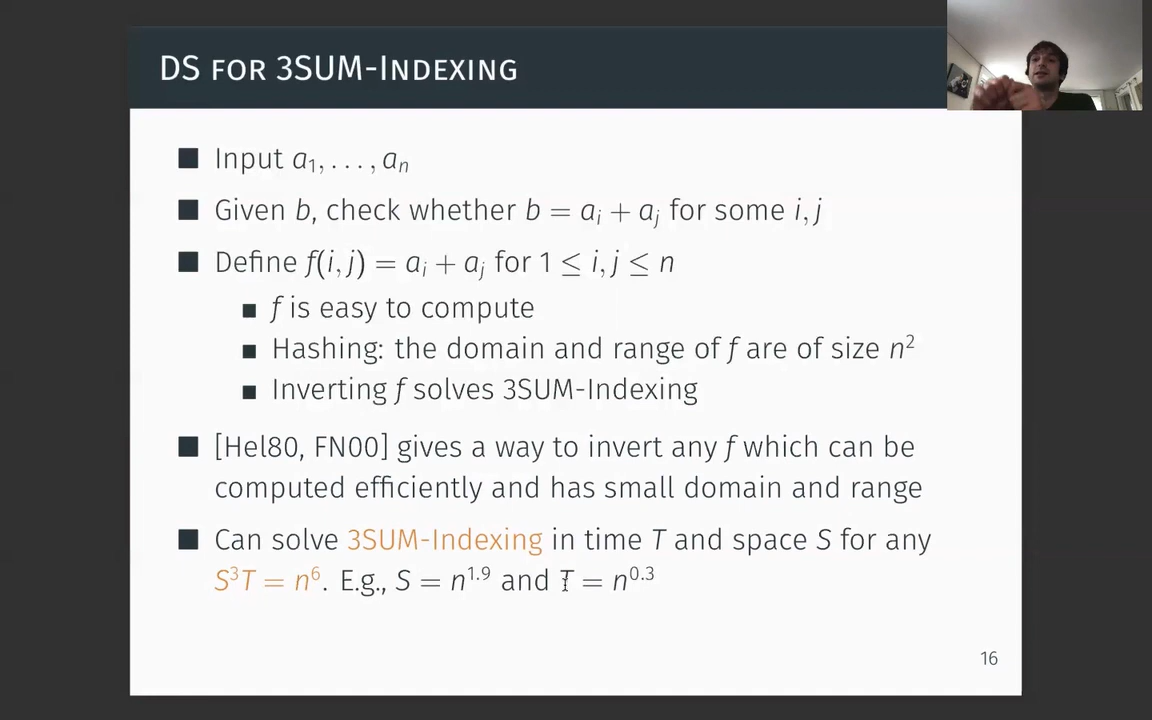 DS FOR 3SUM-INDEXING
■ Input a₁, . . . , aₙ
■ Given b, check whether b = aᵢ + aⱼ for some i, j
■ Define f(i, j) = aᵢ + aⱼ for 1 ≤ i, j ≤ n
■ f is easy to compute
■ Hashing: the domain and range of f are of size n²
■ Inverting f solves 3SUM-Indexing
■ [Hel80, FN00] gives a way to invert any f which can be
computed efficiently and has small domain and range
■ Can solve 3SUM-Indexing in time T and space S for any
S³T = n⁶. E.g., S = n¹·⁹ and T = n⁰·³
16